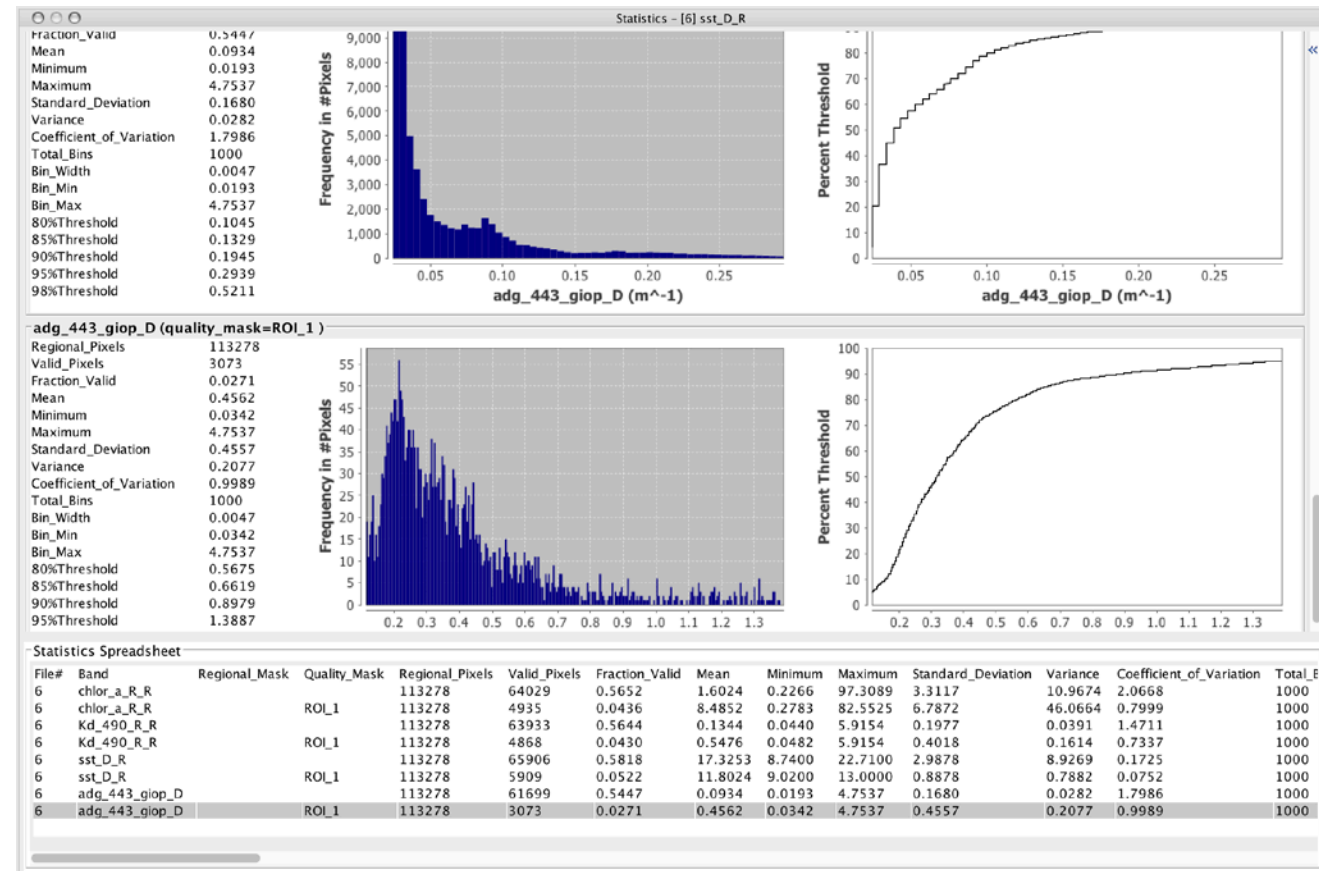 Statistics - [6] sst_D_R
Fraction_Valid 0.5447
Mean 0.0934
Minimum 0.0193
Maximum 4.7537
Standard_Deviation 0.1680
Variance 0.0282
Coefficient_of_Variation 1.7986
Total_Bins 1000
Bin_Width 0.0047
Bin_Min 0.0193
Bin_Max 4.7537
80%Threshold 0.1045
85%Threshold 0.1329
90%Threshold 0.1945
95%Threshold 0.2939
98%Threshold 0.5211
Frequency in #Pixels
9,000
8,000
7,000
6,000
5,000
4,000
3,000
2,000
1,000
0
0.05 0.10 0.15 0.20 0.25
adg_443_giop_D (m^-1)
Percent Threshold
80
70
60
50
40
30
20
10
0
0.05 0.10 0.15 0.20 0.25
adg_443_giop_D (m^-1)
«
adg_443_giop_D (quality_mask=ROI_1 )
Regional_Pixels 113278
Valid_Pixels 3073
Fraction_Valid 0.0271
Mean 0.4562
Minimum 0.0342
Maximum 4.7537
Standard_Deviation 0.4557
Variance 0.2077
Coefficient_of_Variation 0.9989
Total_Bins 1000
Bin_Width 0.0047
Bin_Min 0.0342
Bin_Max 4.7537
80%Threshold 0.5675
85%Threshold 0.6619
90%Threshold 0.8979
95%Threshold 1.3887
Frequency in #Pixels
55
50
45
40
35
30
25
20
15
10
5
0
0.2 0.3 0.4 0.5 0.6 0.7 0.8 0.9 1.0 1.1 1.2 1.3
Percent Threshold
100
90
80
70
60
50
40
30
20
10
0
0.2 0.3 0.4 0.5 0.6 0.7 0.8 0.9 1.0 1.1 1.2 1.3
Statistics Spreadsheet
File# Band Regional_Mask Quality_Mask Regional_Pixels Valid_Pixels Fraction_Valid Mean Minimum Maximum Standard_Deviation Variance Coefficient_of_Variation
6 chlor_a_R_R 113278 64029 0.5652 1.6024 0.2266 97.3089 3.3117 10.9674 2.0668 1000
6 chlor_a_R_R ROI_1 113278 4935 0.0436 8.4852 0.2783 82.5525 6.7872 46.0664 0.7999 1000
6 Kd_490_R_R 113278 63933 0.5644 0.1344 0.0440 5.9154 0.1977 0.0391 1.4711 1000
6 Kd_490_R_R ROI_1 113278 4868 0.0430 0.5476 0.0482 5.9154 0.4018 0.1614 0.7337 1000
6 sst_D_R 113278 65906 0.5818 17.3253 8.7400 22.7100 2.9878 8.9269 0.1725 1000
6 sst_D_R ROI_1 113278 5909 0.0522 11.8024 9.0200 13.0000 0.8878 0.7882 0.0752 1000
6 adg_443_giop_D 113278 61699 0.5447 0.0934 0.0193 4.7537 0.1680 0.0282 1.7986 1000
6 adg_443_giop_D ROI_1 113278 3073 0.0271 0.4562 0.0342 4.7537 0.4557 0.2077 0.9989 1000